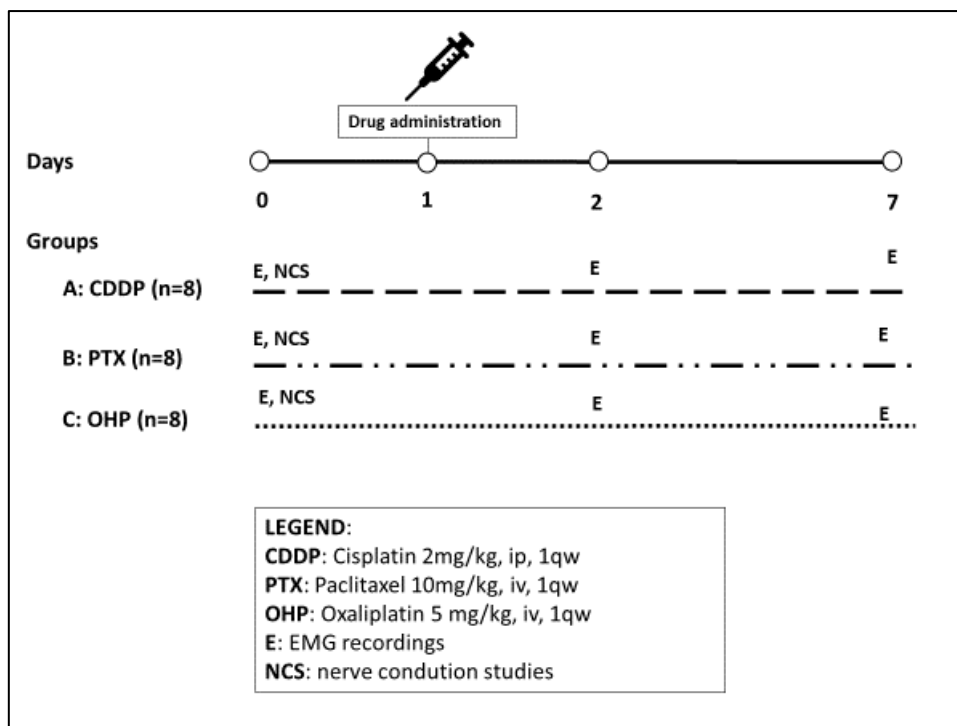 Drug administration
Days
0 1 2 7
Groups
E, NCS E E
A: CDDP (n=8)
E, NCS E E
B: PTX (n=8)
E, NCS E E
C: OHP (n=8)
LEGEND:
CDDP: Cisplatin 2mg/kg, ip, 1qw
PTX: Paclitaxel 10mg/kg, iv, 1qw
OHP: Oxaliplatin 5 mg/kg, iv, 1qw
E: EMG recordings
NCS: nerve condution studies